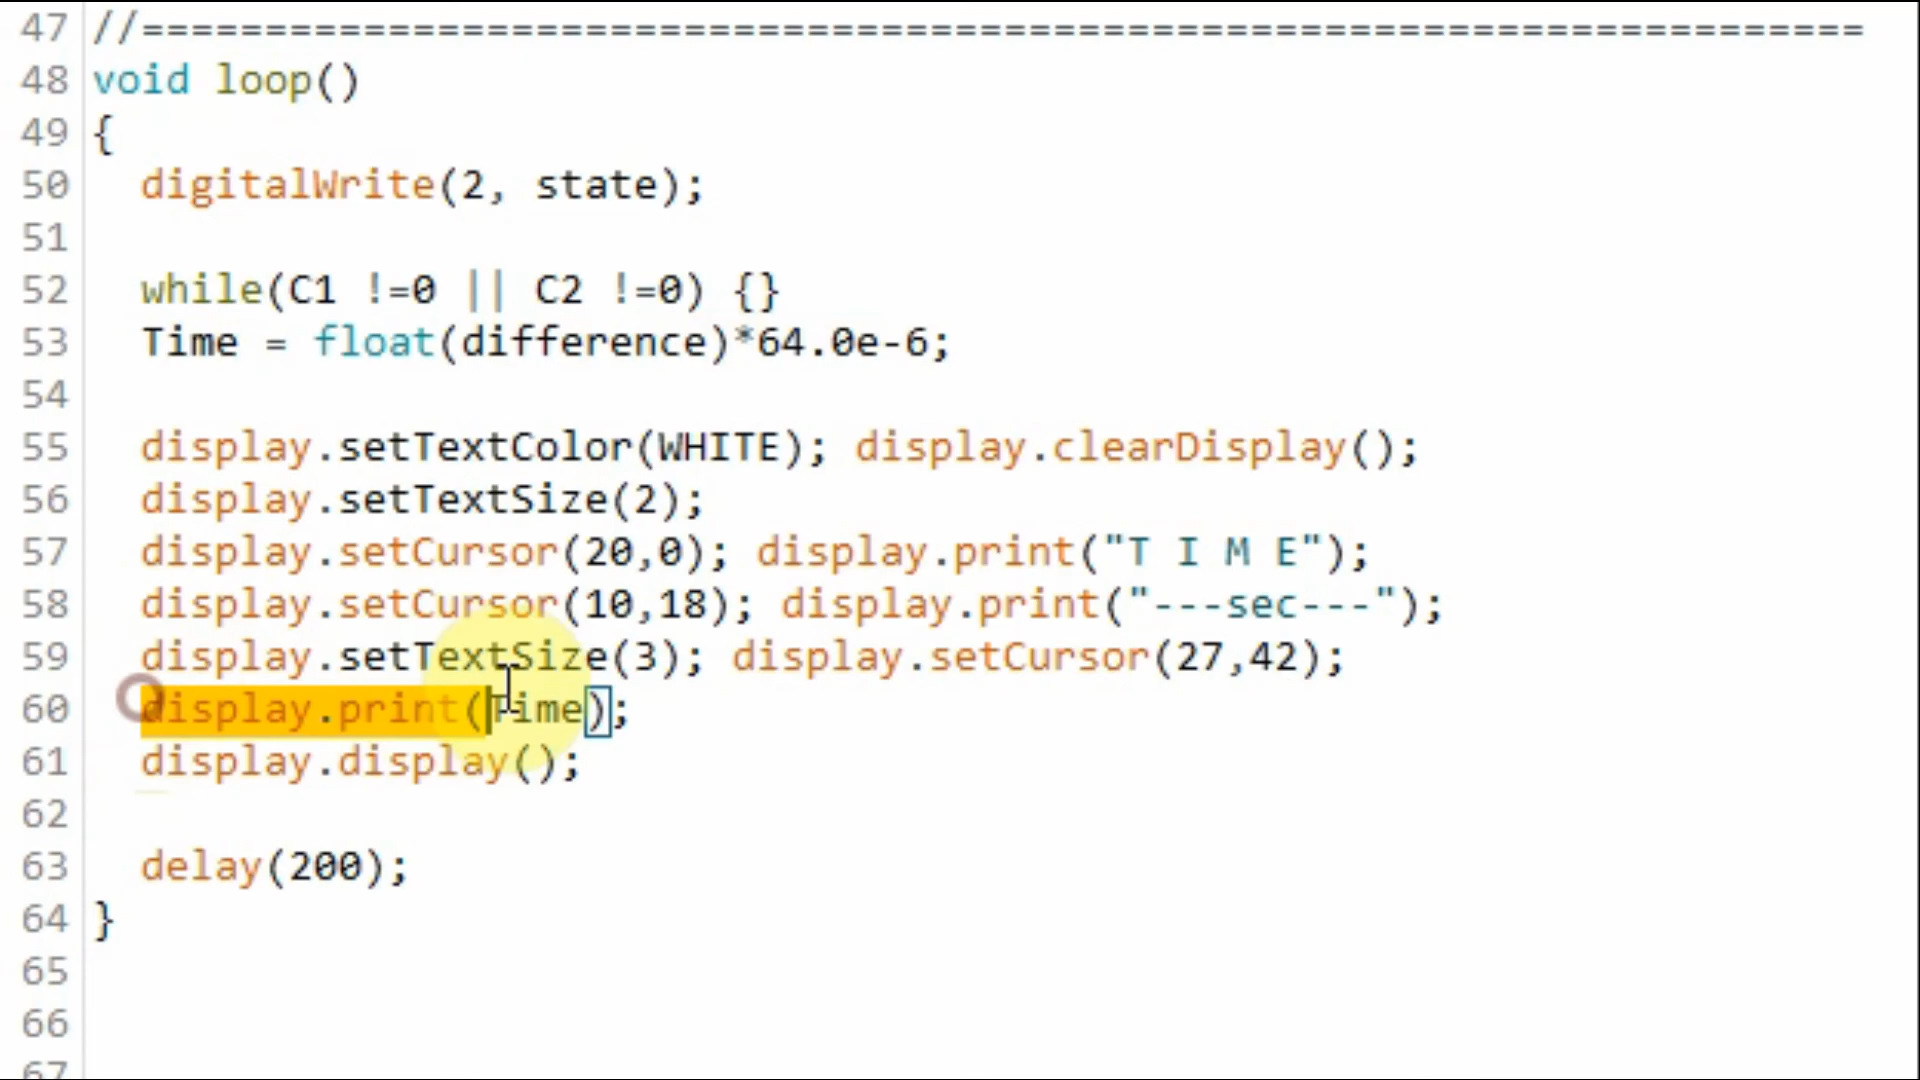 47 //======================================================================
48 void loop()
49 {
50 digitalWrite(2, state);
51
52 while(C1 !=0 || C2 !=0) {}
53 Time = float(difference)*64.0e-6;
54
55 display.setTextColor(WHITE); display.clearDisplay();
56 display.setTextSize(2);
57 display.setCursor(20,0); display.print("T I M E");
58 display.setCursor(10,18); display.print("---sec---");
59 display.setTextSize(3); display.setCursor(27,42);
60 display.print(Time);
61 display.display();
62
63 delay(200);
64 }
65
66
67